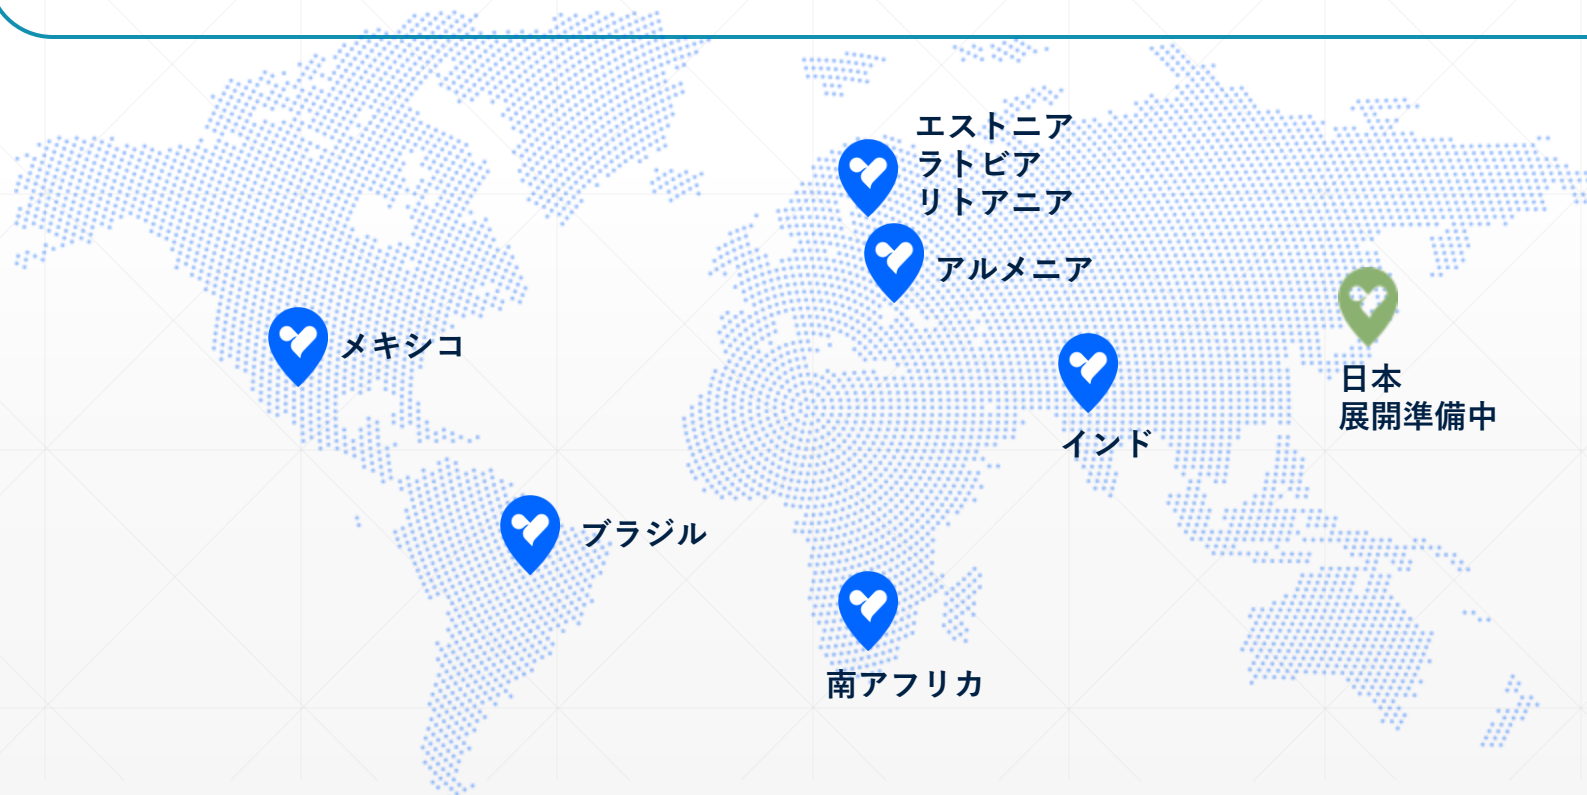 エストニア
ラトビア
リトアニア
アルメニア
メキシコ
日本
展開準備中
インド
ブラジル
南アフリカ